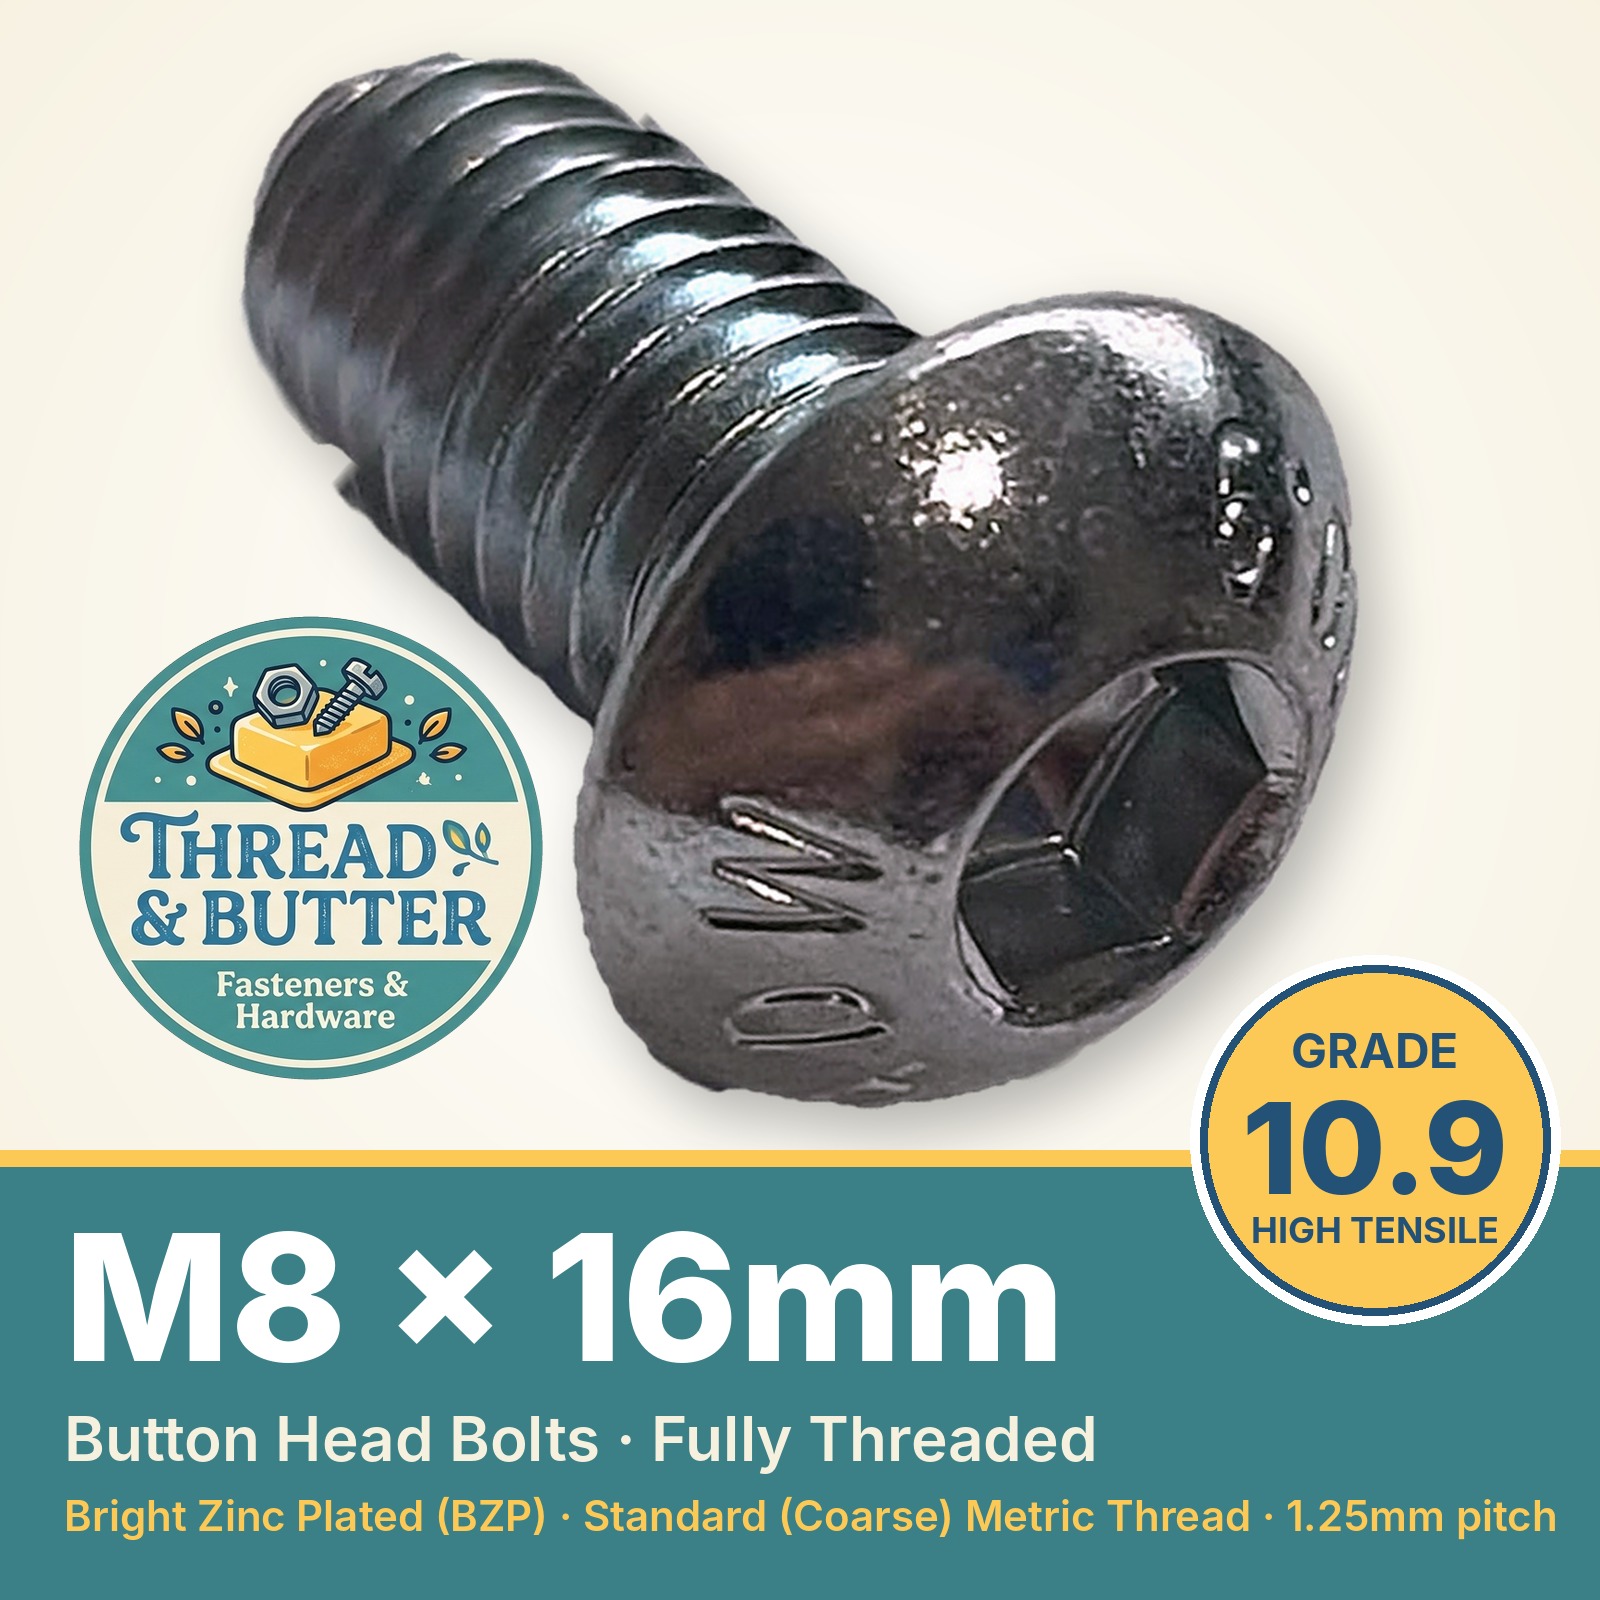 THREAD
& BUTTER
Fasteners &
Hardware
GRADE
10.9
HIGH TENSILE
M8 × 16mm
Button Head Bolts · Fully Threaded
Bright Zinc Plated (BZP) · Standard (Coarse) Metric Thread · 1.25mm pitch